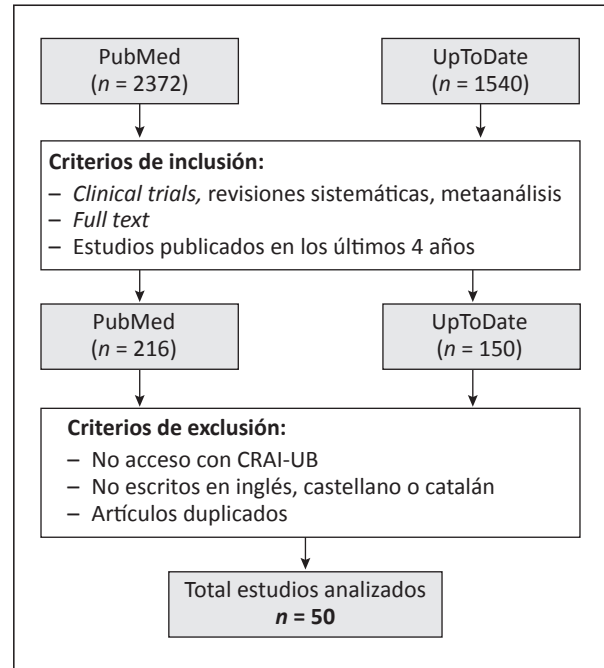 PubMed
(n = 2372)
UpToDate
(n = 1540)
Criterios de inclusión:
– Clinical trials, revisiones sistemáticas, metaanálisis
– Full text
– Estudios publicados en los últimos 4 años
PubMed
(n = 216)
UpToDate
(n = 150)
Criterios de exclusión:
– No acceso con CRAI-UB
– No escritos en inglés, castellano o catalán
– Artículos duplicados
Total estudios analizados
n = 50